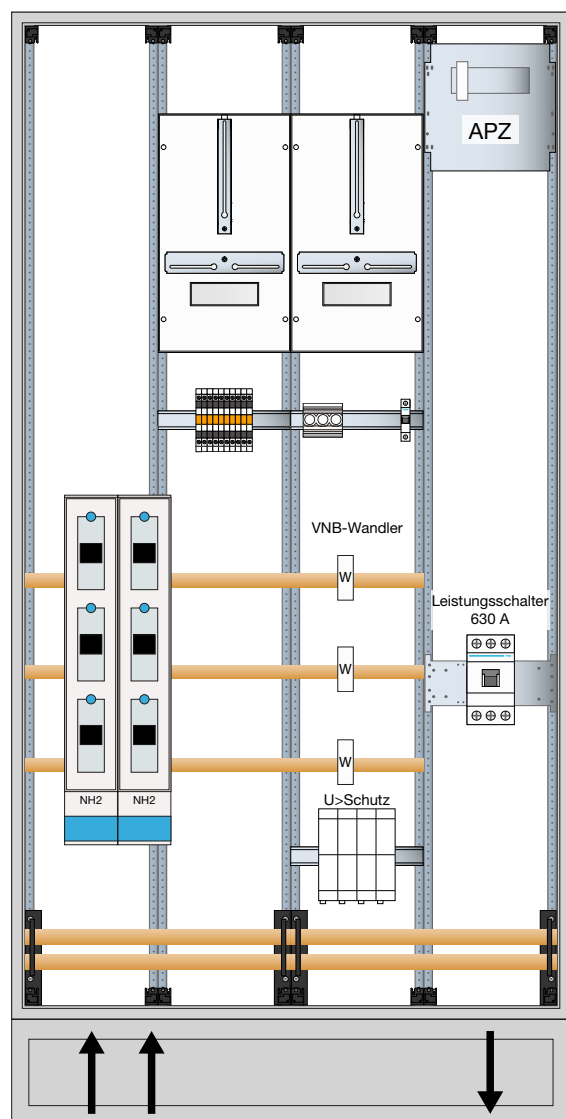 APZ
VNB-Wandler
W
Leistungsschalter
630 A
W
W
NH2 NH2
U>Schutz